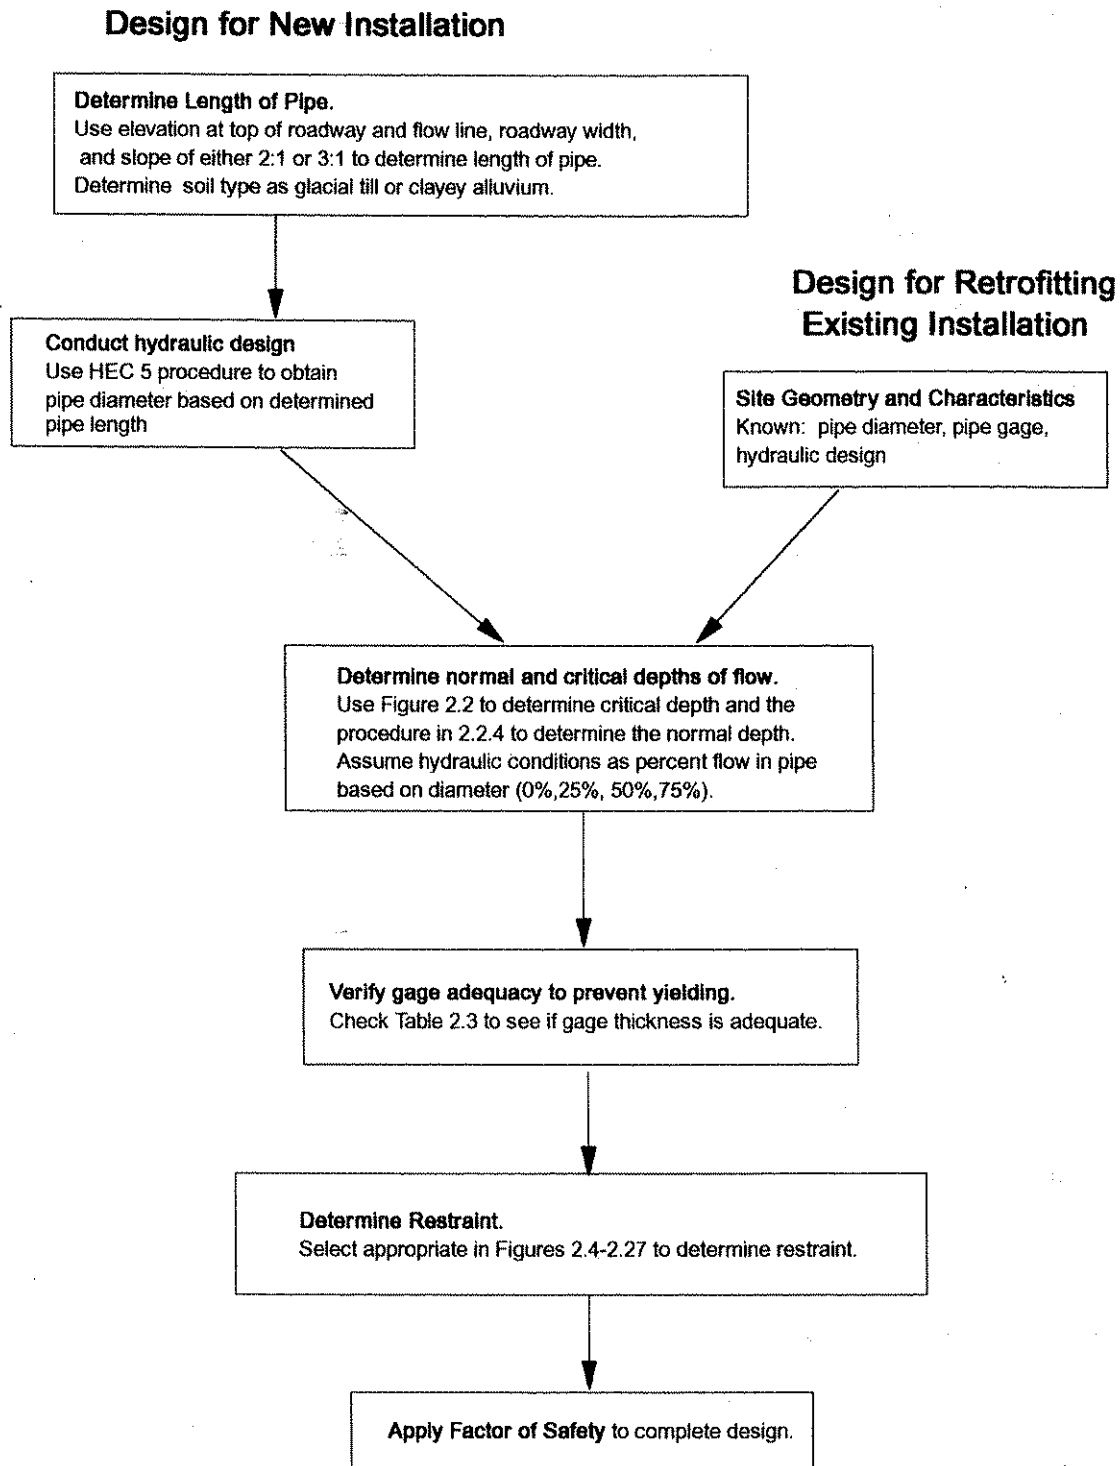 Design for New Installation
Determine Length of Pipe.
Use elevation at top of roadway and flow line, roadway width,
and slope of either 2:1 or 3:1 to determine length of pipe.
Determine soil type as glacial till or clayey alluvium.
Design for Retrofitting
Existing Installation
Conduct hydraulic design
Use HEC 5 procedure to obtain
pipe diameter based on determined
pipe length
Site Geometry and Characteristics
Known: pipe diameter, pipe gage,
hydraulic design
Determine normal and critical depths of flow.
Use Figure 2.2 to determine critical depth and the
procedure in 2.2.4 to determine the normal depth.
Assume hydraulic conditions as percent flow in pipe
based on diameter (0%,25%, 50%,75%).
Verify gage adequacy to prevent yielding.
Check Table 2.3 to see if gage thickness is adequate.
Determine Restraint.
Select appropriate in Figures 2.4-2.27 to determine restraint.
Apply Factor of Safety to complete design.